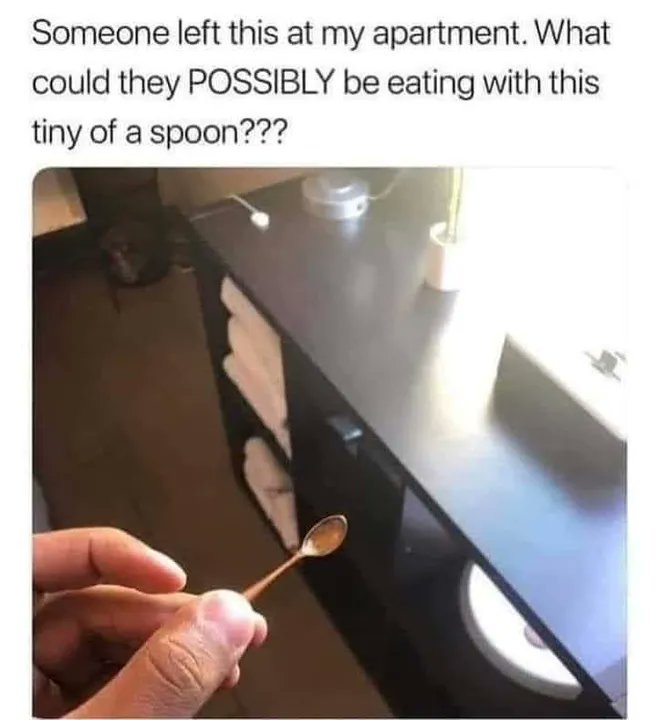 Someone left this at my apartment. What
could they POSSIBLY be eating with this
tiny of a spoon???